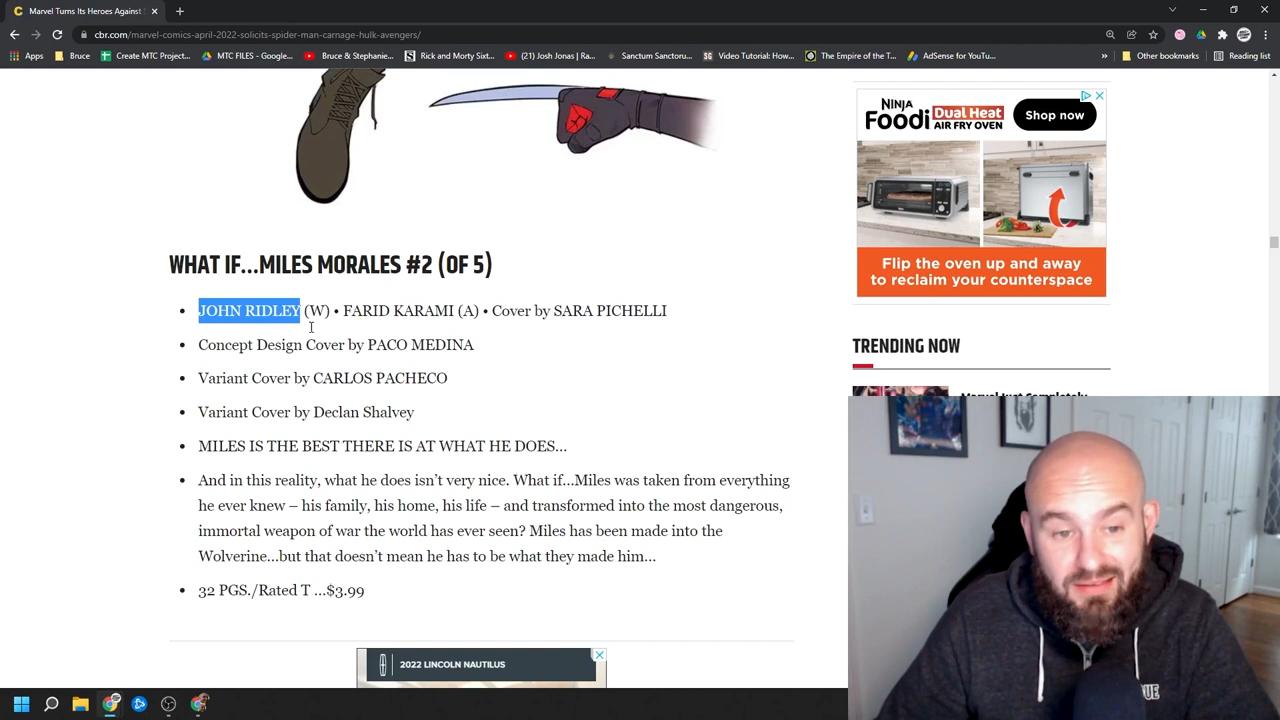 Marvel Turns Its Heroes Against
cbr.com/marvel-comics-april-2022-solicits-spider-man-carnage-hulk-avengers/
Apps
Bruce
Create MTC Project...
MTC FILES - Google...
Bruce & Stephanie...
Rick and Morty Sixt...
(21) Josh Jonas | Ra...
Sanctum Sanctoru...
Video Tutorial: How...
The Empire of the T...
AdSense for YouTu...
Other bookmarks
Reading list
NINJA
Foodi Dual Heat
AIR FRY OVEN
Shop now
Flip the oven up and away
to reclaim your counterspace
WHAT IF...MILES MORALES #2 (OF 5)
JOHN RIDLEY (W) • FARID KARAMI (A) • Cover by SARA PICHELLI
Concept Design Cover by PACO MEDINA
Variant Cover by CARLOS PACHECO
Variant Cover by Declan Shalvey
MILES IS THE BEST THERE IS AT WHAT HE DOES...
And in this reality, what he does isn't very nice. What if...Miles was taken from everything
he ever knew – his family, his home, his life – and transformed into the most dangerous,
immortal weapon of war the world has ever seen? Miles has been made into the
Wolverine...but that doesn't mean he has to be what they made him...
32 PGS./Rated T ...$3.99
TRENDING NOW
Marvel Just Completely
2022 LINCOLN NAUTILUS